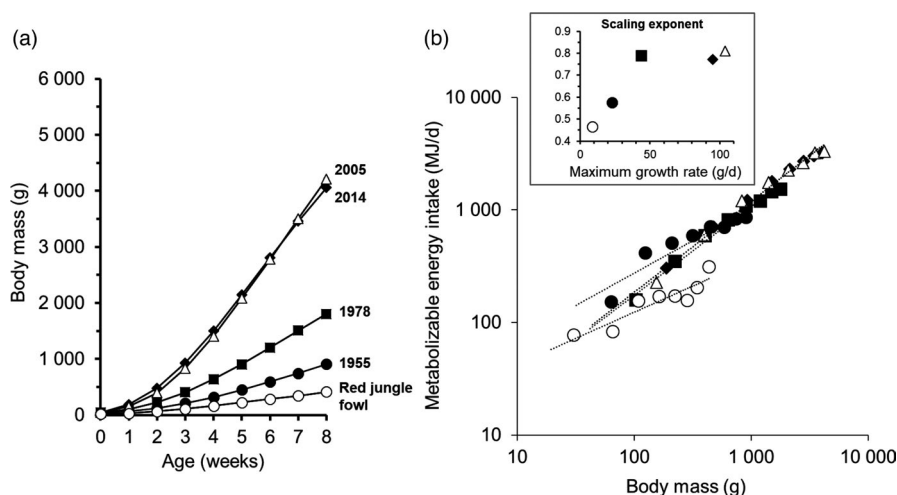 (a)
Body mass (g)
6 000
5 000
4 000
3 000
2 000
1 000
0
2005
2014
1978
1955
Red jungle
fowl
0 1 2 3 4 5 6 7 8
Age (weeks)
(b)
Scaling exponent
0.9
0.8
0.7
0.6
0.5
0.4
0 50 100
Maximum growth rate (g/d)
Metabolizable energy intake (MJ/d)
10 000
1 000
100
10
10 100 1 000 10 000
Body mass (g)